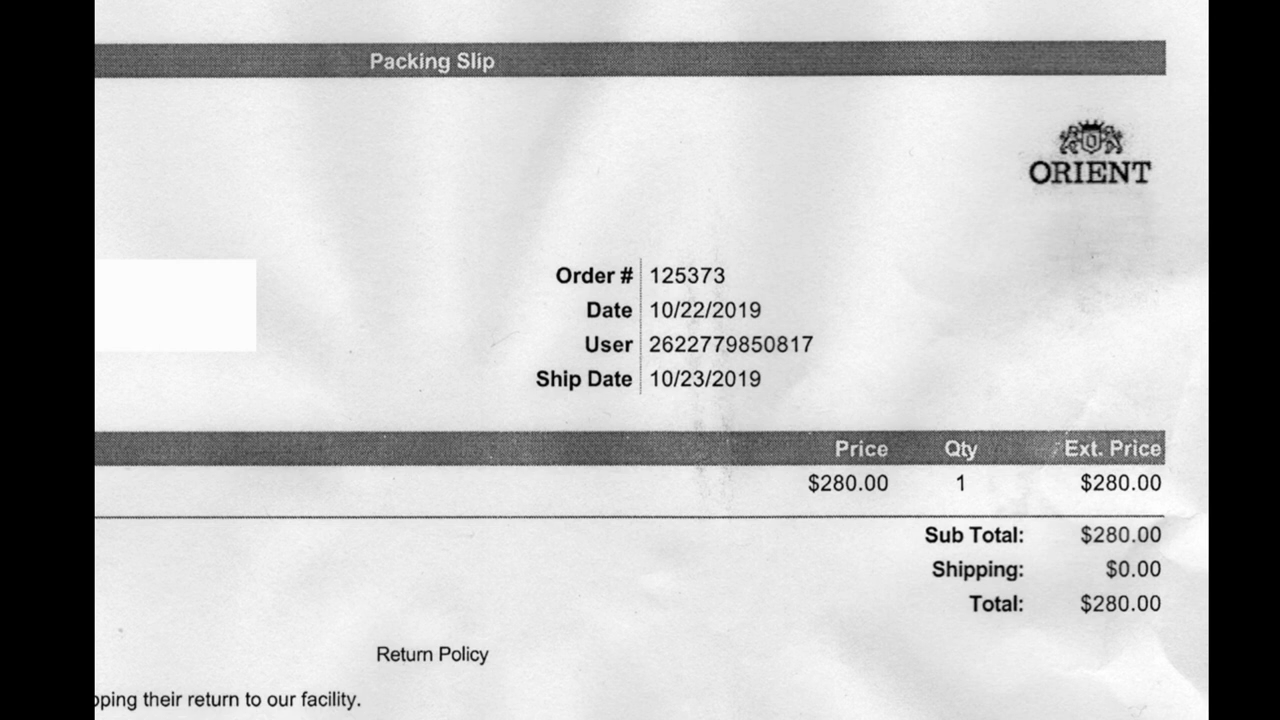 Packing Slip
ORIENT
Order # 125373
Date 10/22/2019
User 2622779850817
Ship Date 10/23/2019
Price Qty Ext. Price
$280.00 1 $280.00
Sub Total: $280.00
Shipping: $0.00
Total: $280.00
Return Policy
their return to our facility.